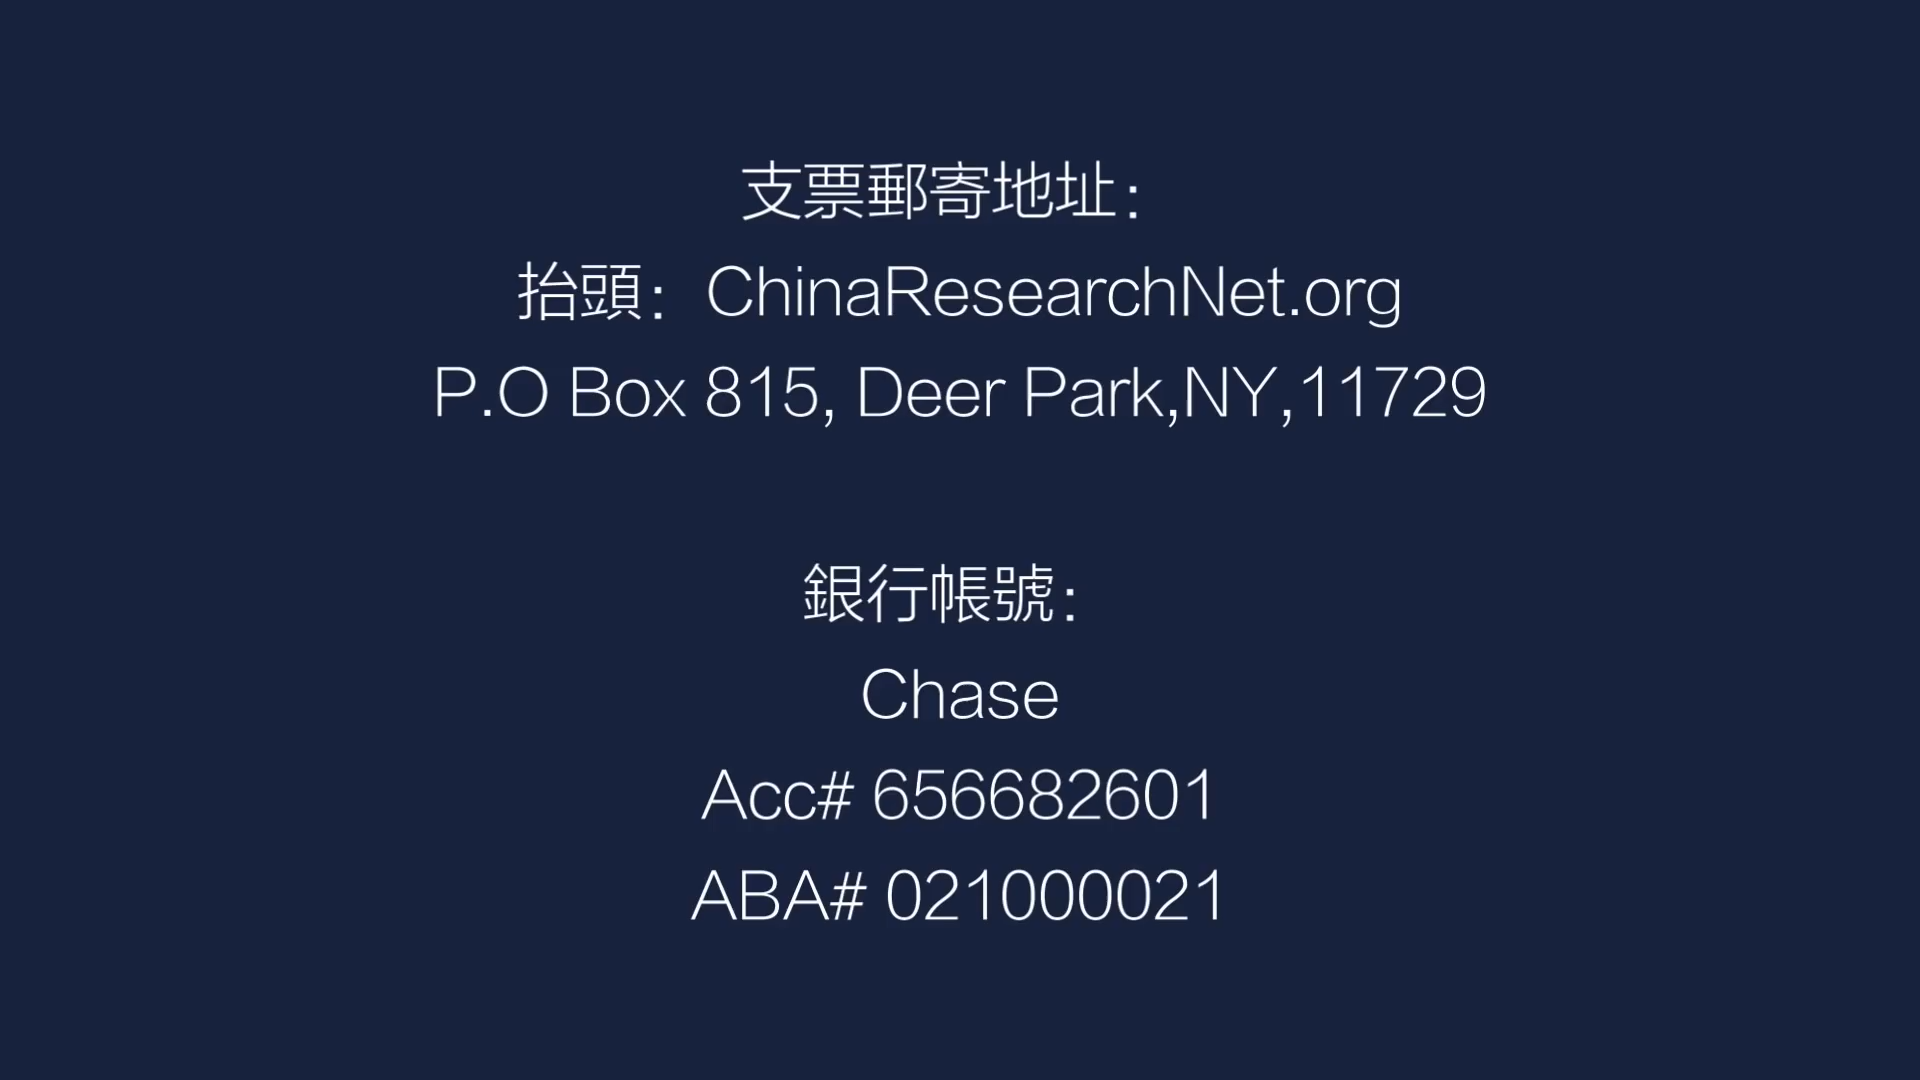 支票郵寄地址：
抬頭：ChinaResearchNet.org
P.O Box 815, Deer Park,NY,11729
銀行帳號：
Chase
Acc# 656682601
ABA# 021000021